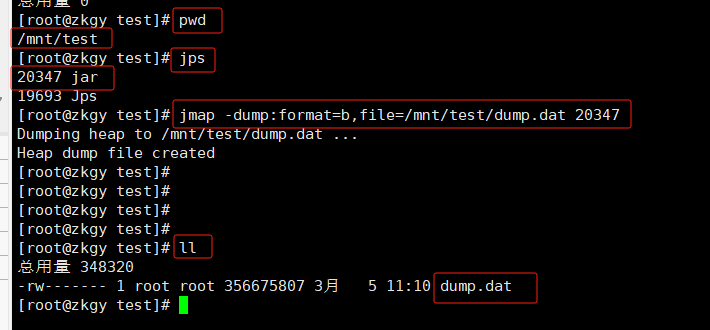 总用量 0
[root@zkgy test]# pwd
/mnt/test
[root@zkgy test]# jps
20347 jar
19693 Jps
[root@zkgy test]# jmap -dump:format=b,file=/mnt/test/dump.dat 20347
Dumping heap to /mnt/test/dump.dat ...
Heap dump file created
[root@zkgy test]#
[root@zkgy test]#
[root@zkgy test]#
[root@zkgy test]#
[root@zkgy test]# ll
总用量 348320
-rw------- 1 root root 356675807 3月   5 11:10 dump.dat
[root@zkgy test]#